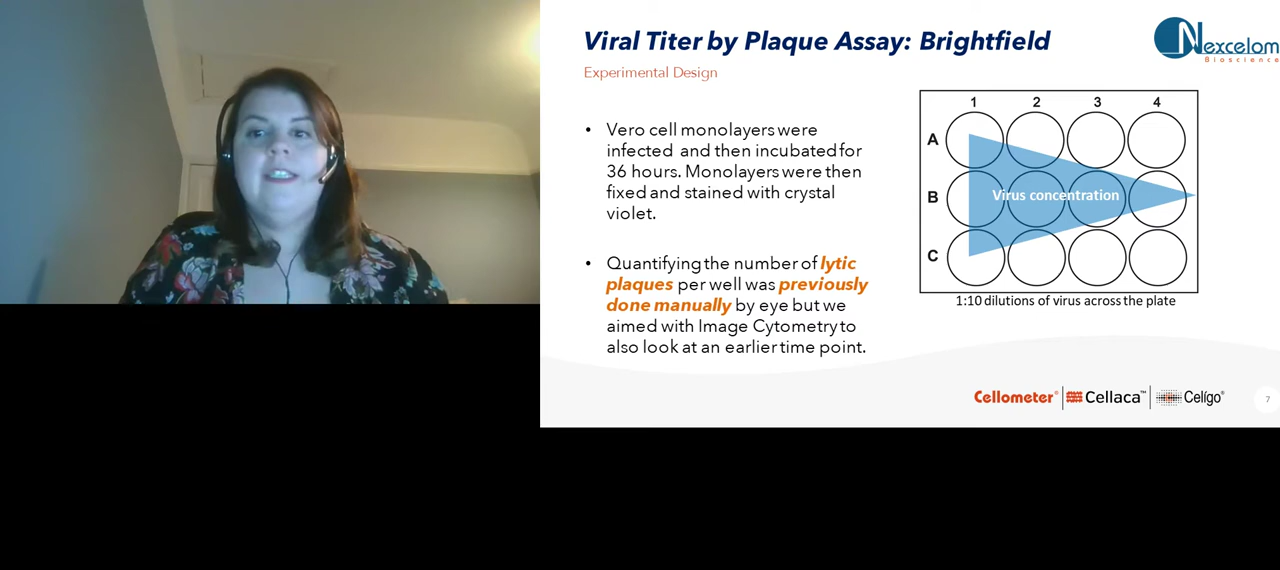 Viral Titer by Plaque Assay: Brightfield
Nexcelom
Bioscience
Experimental Design
• Vero cell monolayers were
infected and then incubated for
36 hours. Monolayers were then
fixed and stained with crystal
violet.
• Quantifying the number of lytic
plaques per well was previously
done manually by eye but we
aimed with Image Cytometry to
also look at an earlier time point.
1 2 3 4
A
B
Virus concentration
C
1:10 dilutions of virus across the plate
Cellometer® Cellaca™ Celígo®
7